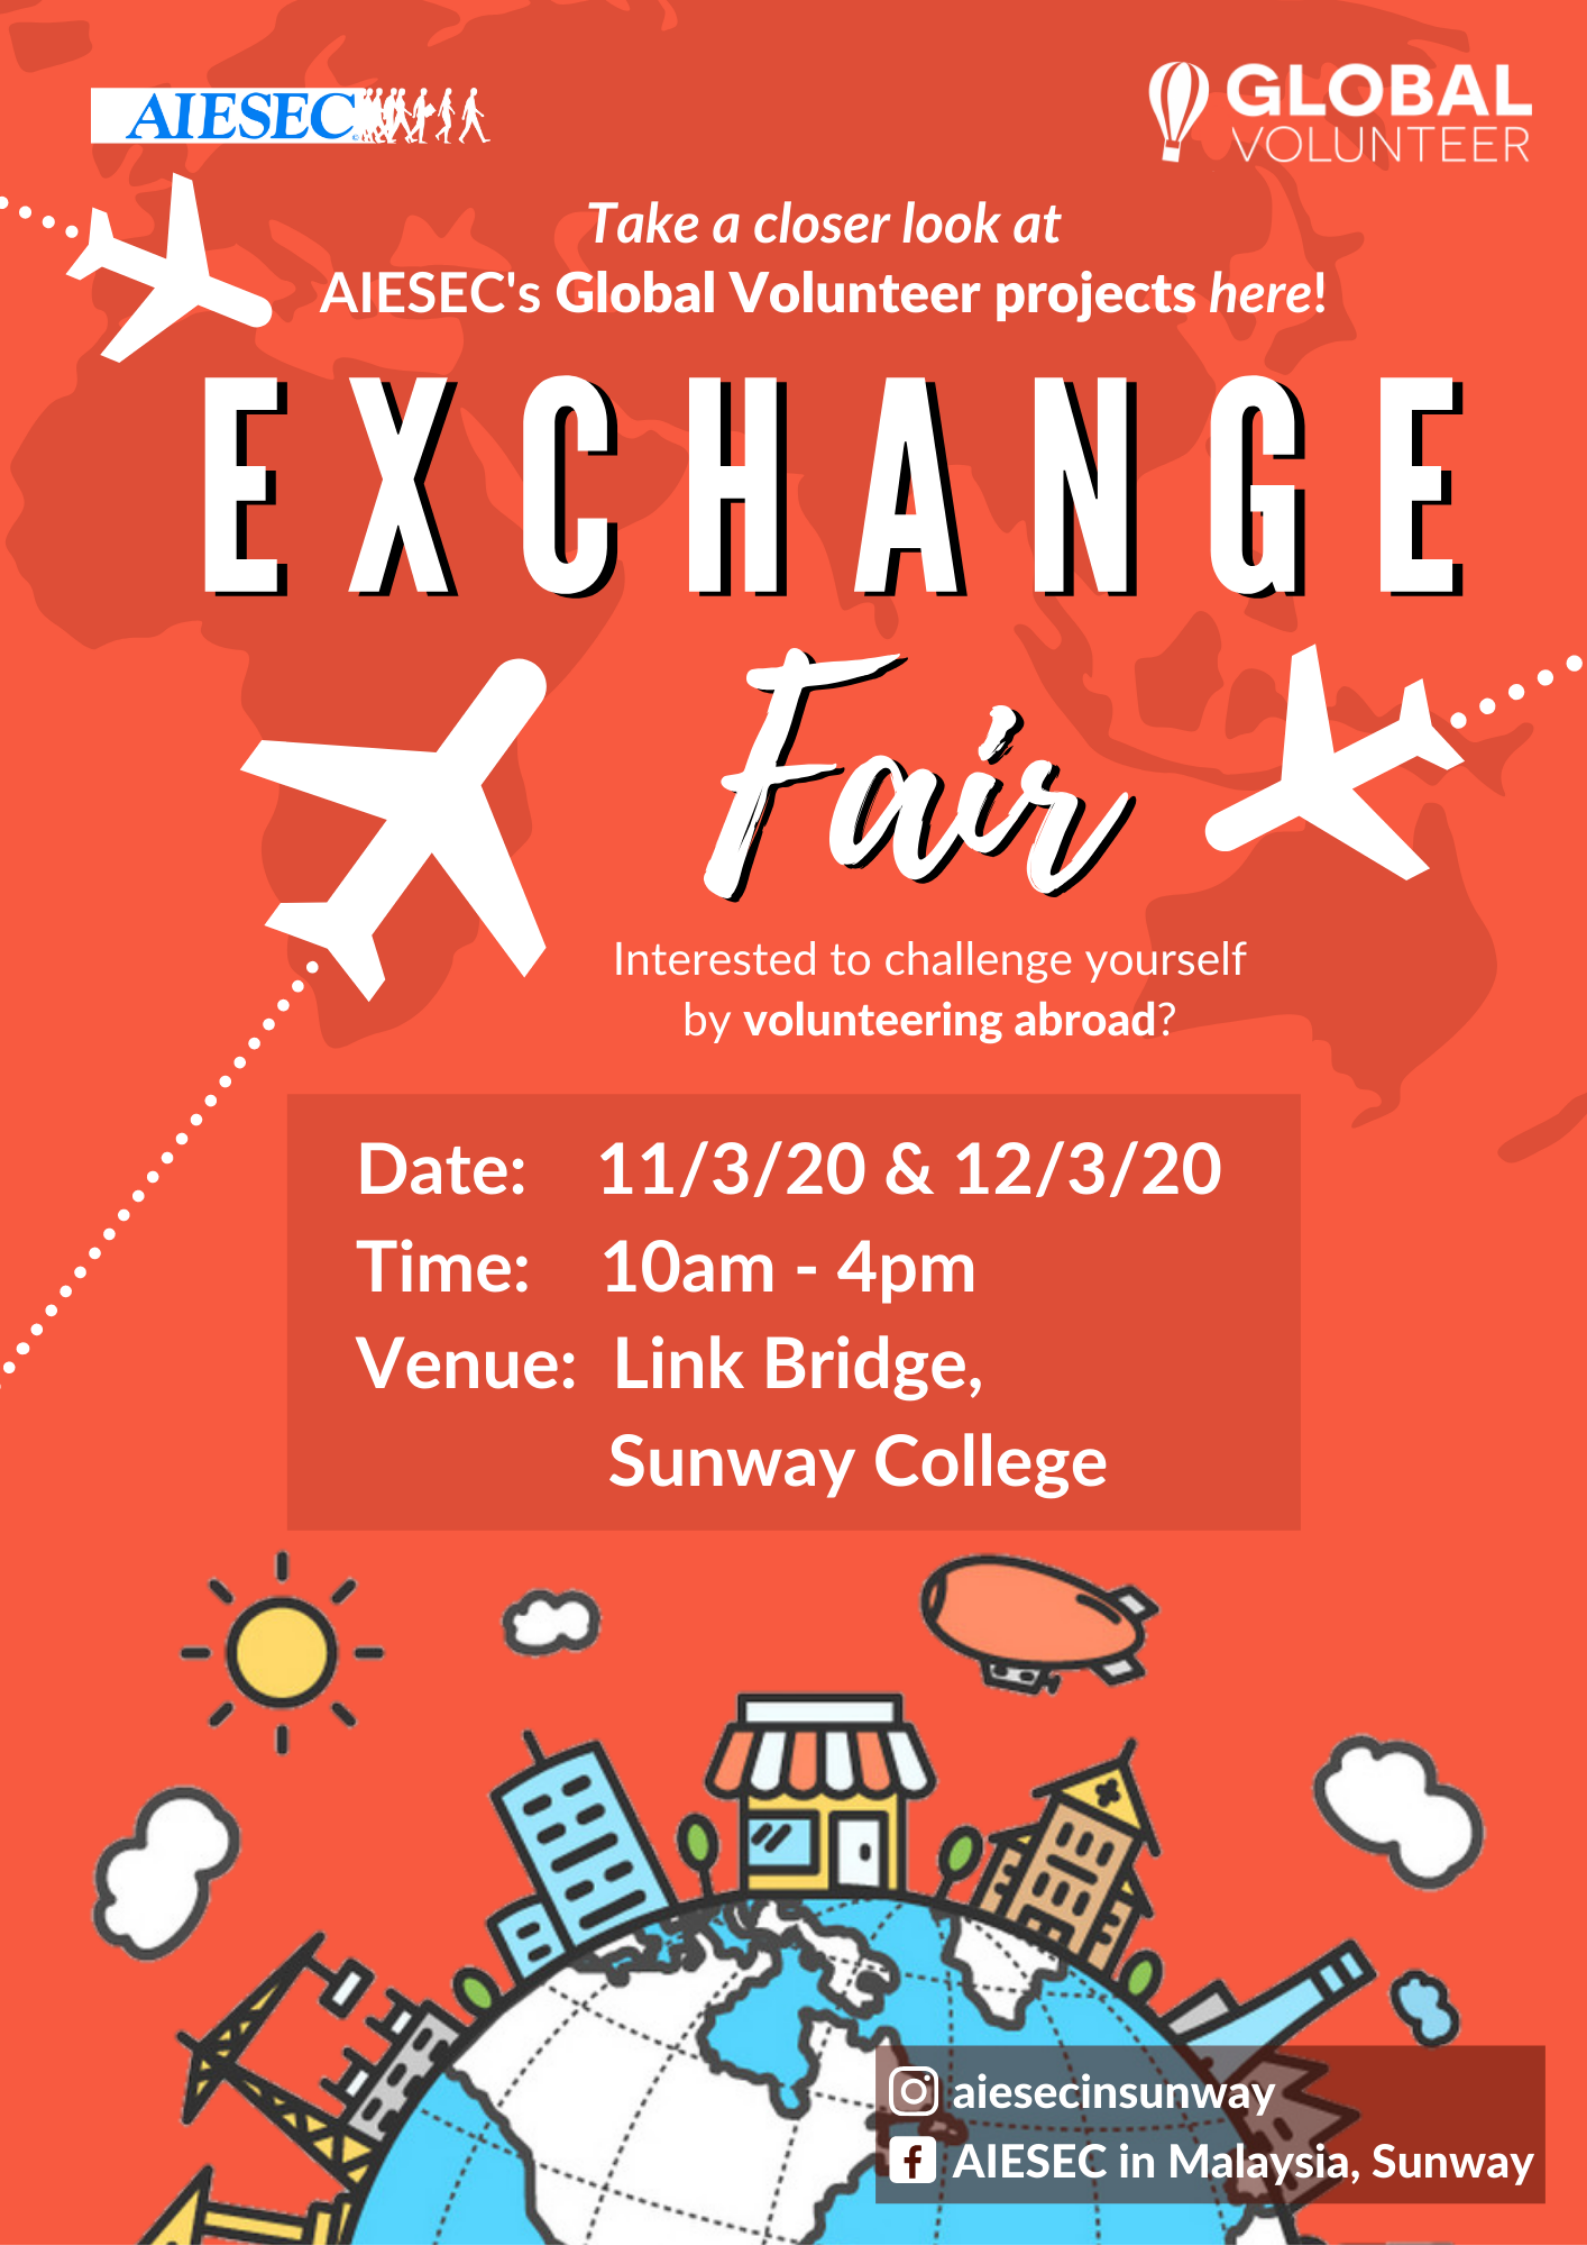 AIESEC
GLOBAL
VOLUNTEER
Take a closer look at
AIESEC's Global Volunteer projects here!
EXCHANGE
Fair
Interested to challenge yourself
by volunteering abroad?
Date: 11/3/20 & 12/3/20
Time: 10am - 4pm
Venue: Link Bridge,
Sunway College
aiesecinsunway
AIESEC in Malaysia, Sunway